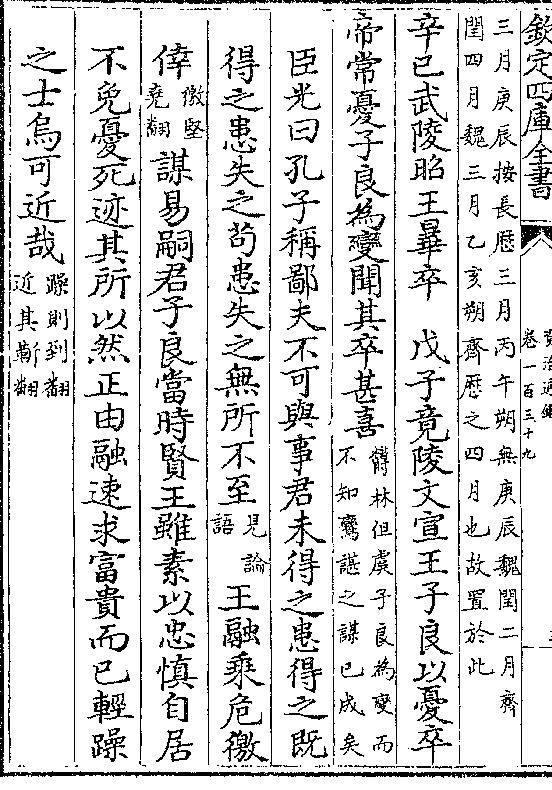 欽定四庫全書
資治通鑑
卷一百三十九
三月庚辰按長厯三月丙午朔無庚辰魏閏二月齊
閏四月魏三月乙亥朔齊厯之四月也故置於此
辛巳武陵昭王曅卒　戊子竟陵文宣王子良以憂卒
帝常憂子良為變聞其卒甚喜鬱林但虞子良為變而
不知鸞諶之謀已成矣
臣光曰孔子稱鄙夫不可與事君未得之患得之既
得之患失之苟患失之無所不至見論
語王融乘危徼
倖徼堅
堯翻謀易嗣君子良當時賢王雖素以忠慎自居
不免憂死迹其所以然正由融速求富貴而已輕躁
之士烏可近哉躁則到翻
近其靳翻